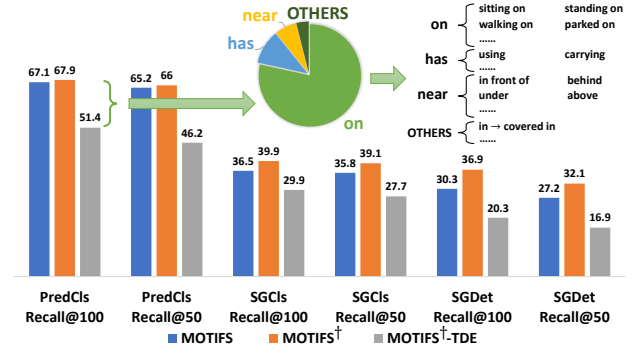 near OTHERS
has
on
on
sitting on standing on
walking on parked on
......
has
using carrying
......
near
in front of behind
under above
......
OTHERS
in → covered in
......
67.1 67.9 51.4
65.2 66 46.2
36.5 39.9 29.9
35.8 39.1 27.7
30.3 36.9 20.3
27.2 32.1 16.9
PredCls Recall@100
PredCls Recall@50
SGCls Recall@100
SGCls Recall@50
SGDet Recall@100
SGDet Recall@50
MOTIFS MOTIFS† MOTIFS†-TDE